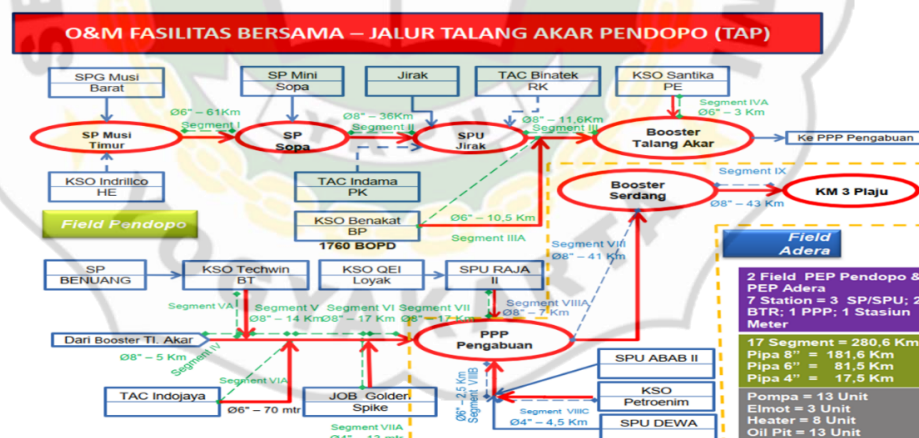 O&M FASILITAS BERSAMA – JALUR TALANG AKAR PENDOPO (TAP)
SPG Musi
Barat
SP Mini
Sopa
Jirak
TAC Binatek
RK
KSO Santika
PE
Ø6" – 61Km
Segment I
Ø8" – 36Km
Segment II
Ø8" – 11,6Km
Segment III
Segment IVA
Ø6" – 3 Km
SP Musi
Timur
SP
Sopa
SPU
Jirak
Booster
Talang Akar
Ke PPP Pengabuan
KSO Indrillco
HE
TAC Indama
PK
Booster
Serdang
Segment IX
Ø8" – 43 Km
KM 3 Plaju
Field Pendopo
KSO Benakat
BP
1760 BOPD
Ø6" – 10,5 Km
Segment IIIA
Segment VIII
Ø8" – 41 Km
Field
Adera
SP
BENUANG
KSO Techwin
BT
KSO QEI
Loyak
SPU RAJA
II
2 Field PEP Pendopo &
PEP Adera
7 Station = 3 SP/SPU; 2
BTR; 1 PPP; 1 Stasiun
Meter
Segment VA
Segment V
Ø8" – 14 Km
Segment VI
Ø8" – 17 Km
Segment VII
Ø8" – 17 Km
Segment VIIIA
Ø8" – 7 Km
Dari Booster Tl. Akar
Ø8" – 5 Km
Segment IV
PPP
Pengabuan
17 Segment = 280,6 Km
Pipa 8" = 181,6 Km
Pipa 6" = 81,5 Km
Pipa 4" = 17,5 Km
Segment VIA
TAC Indojaya
Ø6" – 70 mtr
JOB Golden
Spike
Segment VIIA
Ø6" – 2,5 Km
Segment VIIIB
SPU ABAB II
KSO
Petroenim
SPU DEWA
Segment VIIIC
Ø4" – 4,5 Km
Pompa = 13 Unit
Elmot = 3 Unit
Heater = 8 Unit
Oil Pit = 13 Unit
YOGYAKARTA